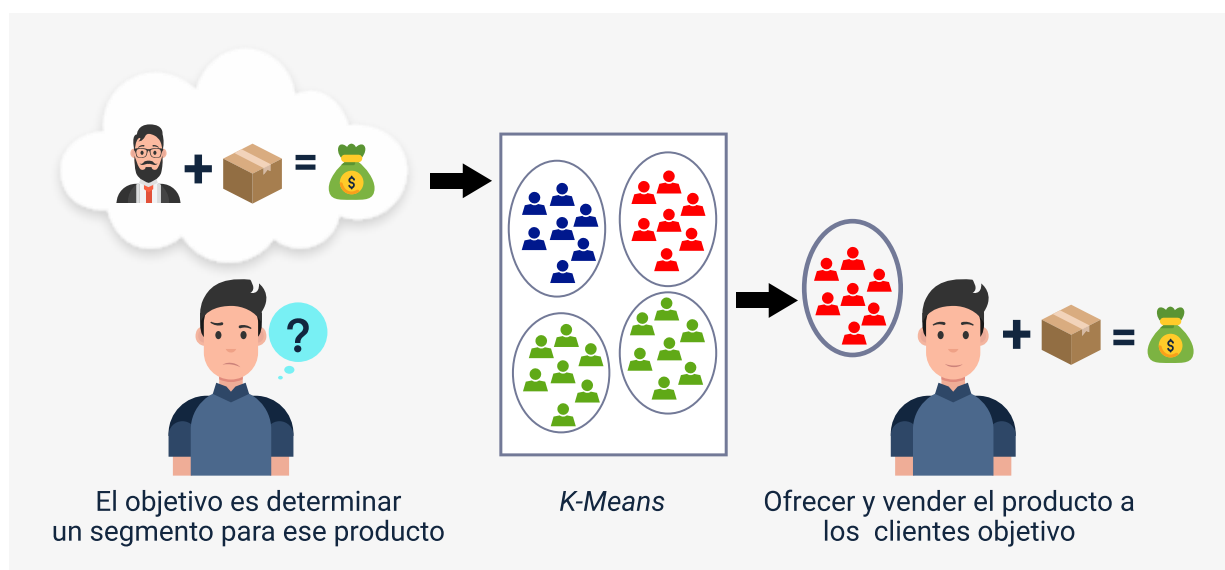 + = $
?
El objetivo es determinar
un segmento para ese producto
K-Means
+ = $
Ofrecer y vender el producto a
los clientes objetivo